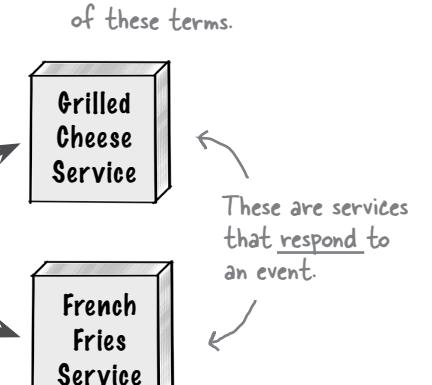 of these terms.
Grilled
Cheese
Service
These are services
that respond to
an event.
French
Fries
Service